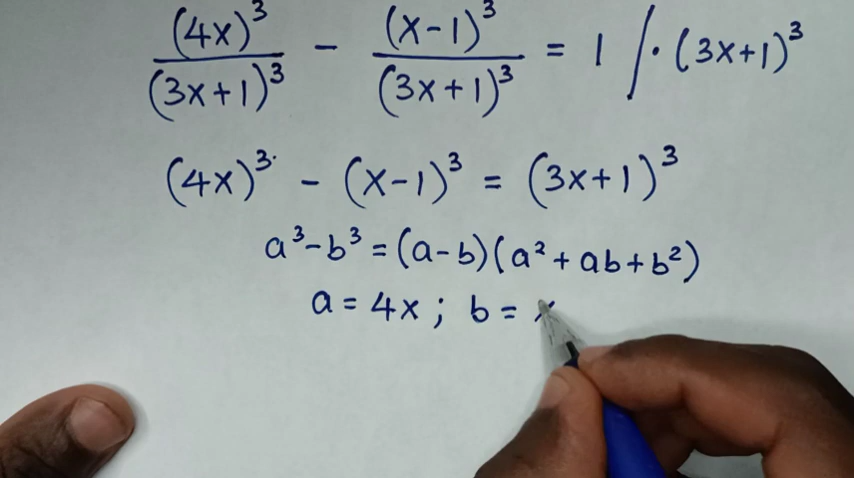 (4x)³/(3x+1)³ - (x-1)³/(3x+1)³ = 1 /·(3x+1)³
(4x)³· - (x-1)³ = (3x+1)³
a³-b³ = (a-b)(a²+ab+b²)
a = 4x ; b = x